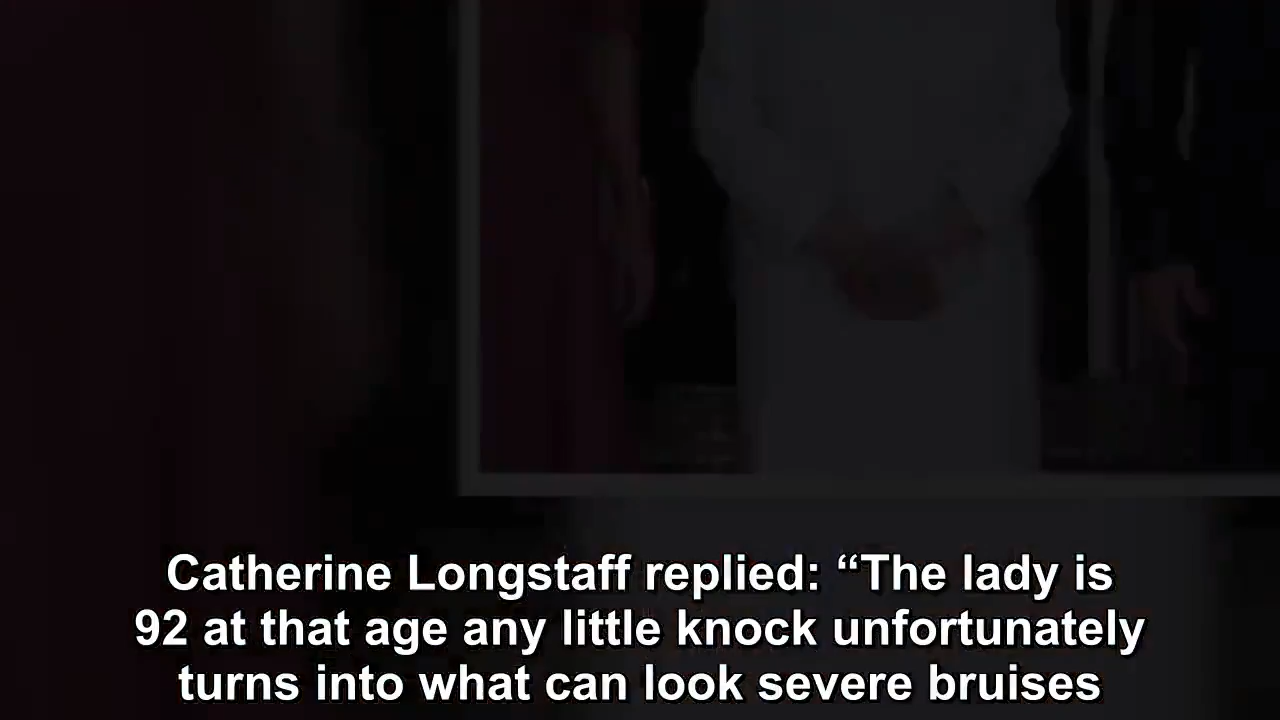 Catherine Longstaff replied: “The lady is
92 at that age any little knock unfortunately
turns into what can look severe bruises